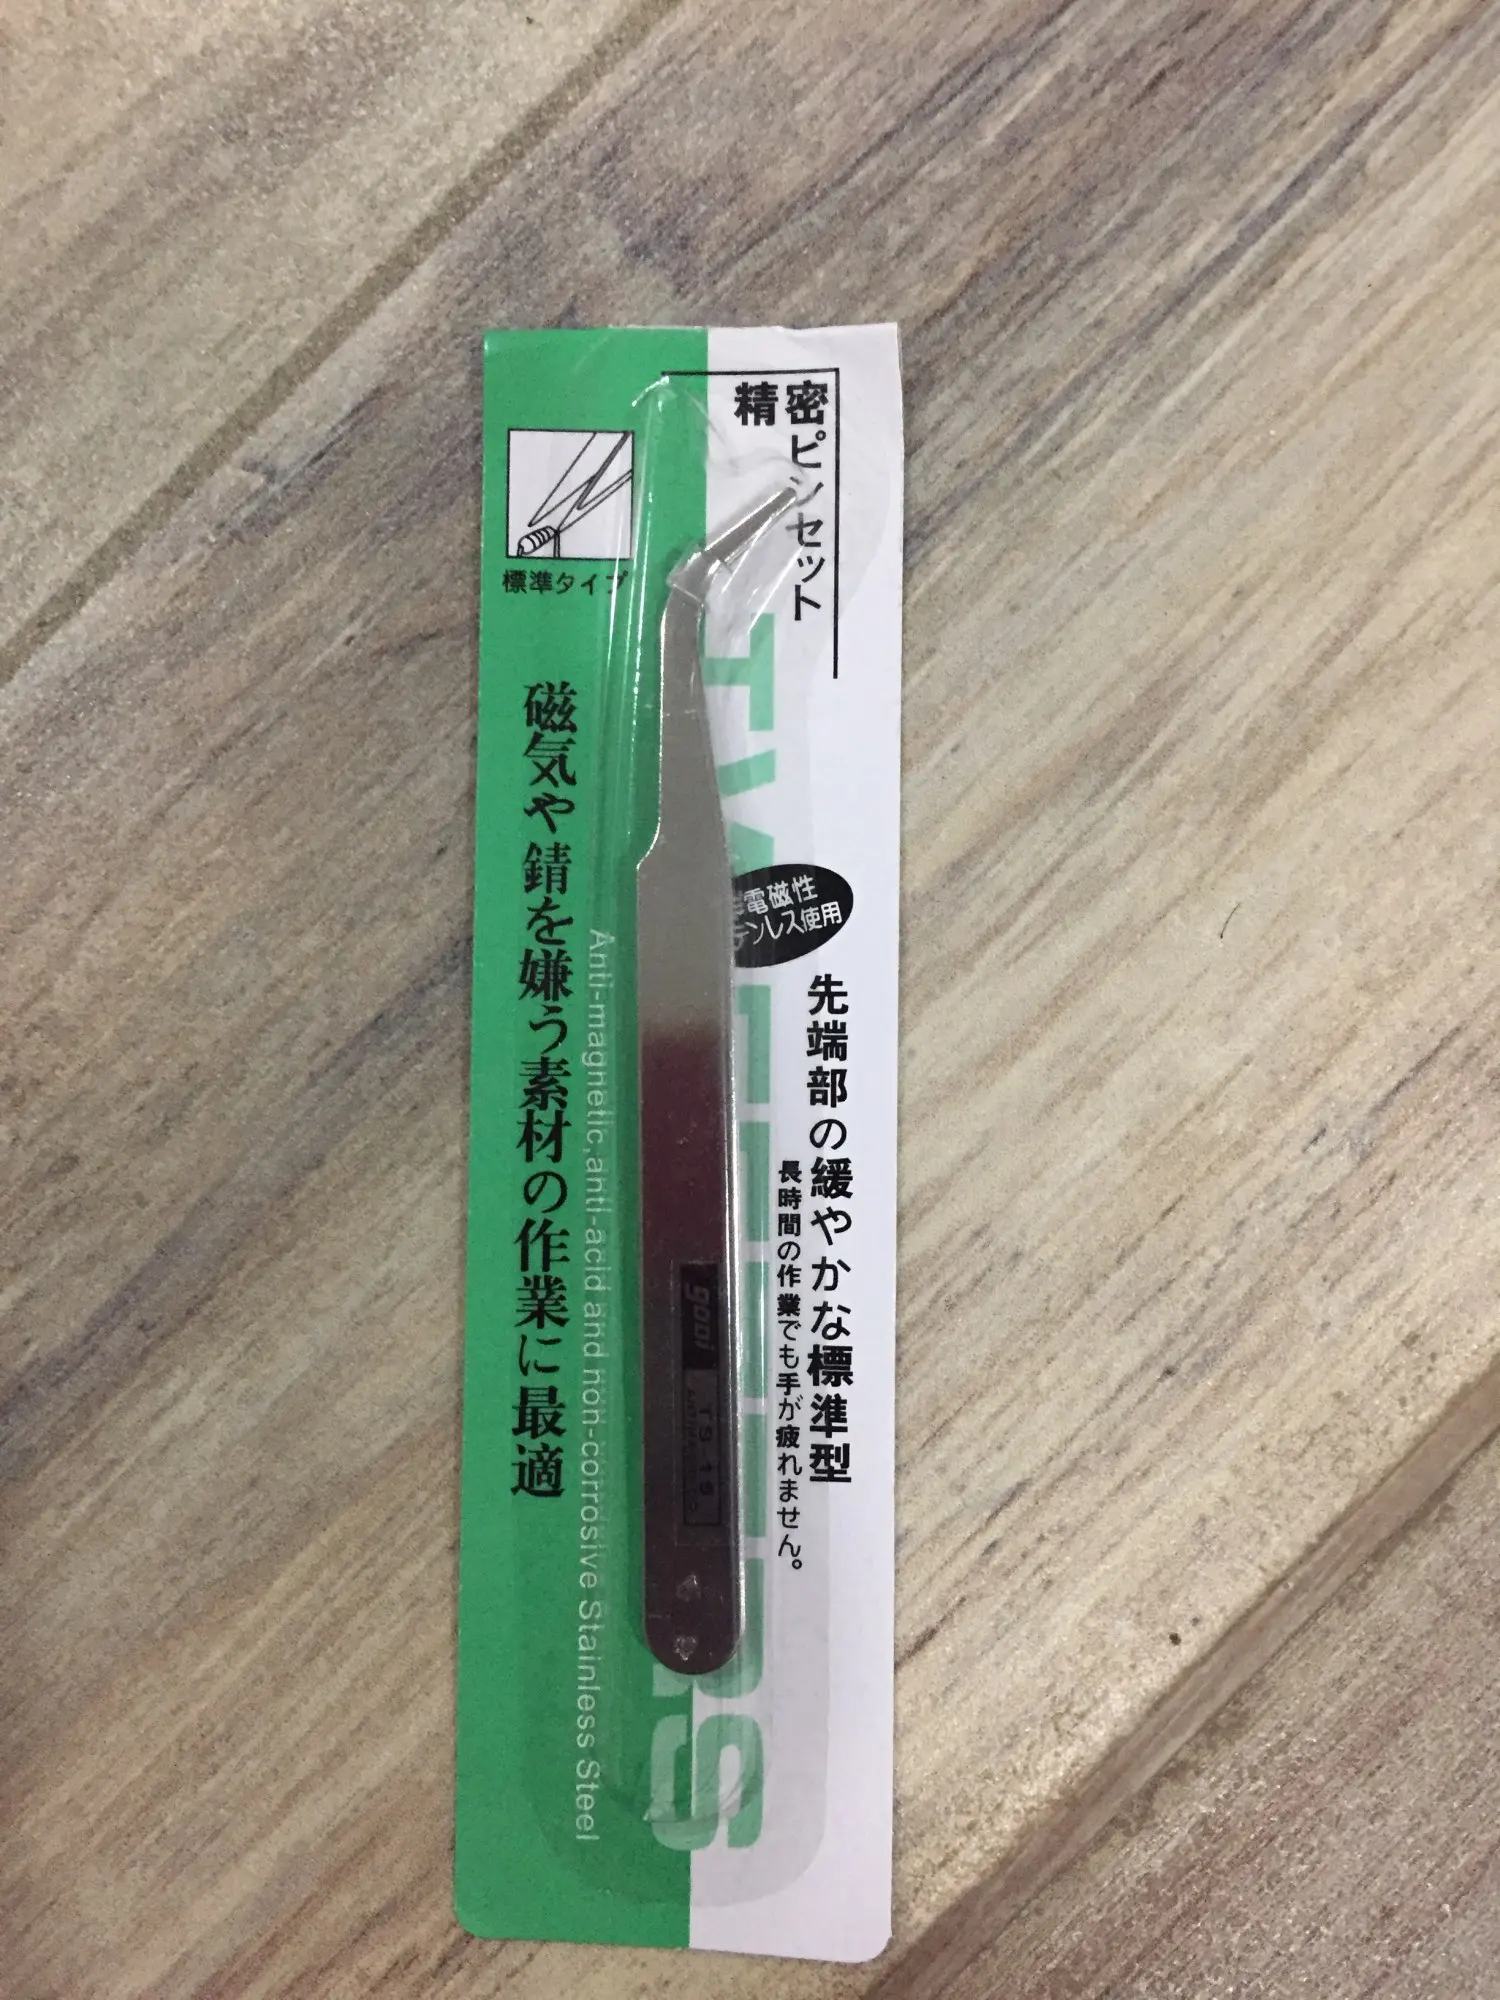 精密ピンセット
標準タイプ
TWEEZERS
電磁性
テンレス使用
先端部の緩やかな標準型
長時間の作業でも手が疲れません。
磁気や錆を嫌う素材の作業に最適
Anti-magnetic,anti-acid and non-corrosive Stainless Steel
gooi
TS-15